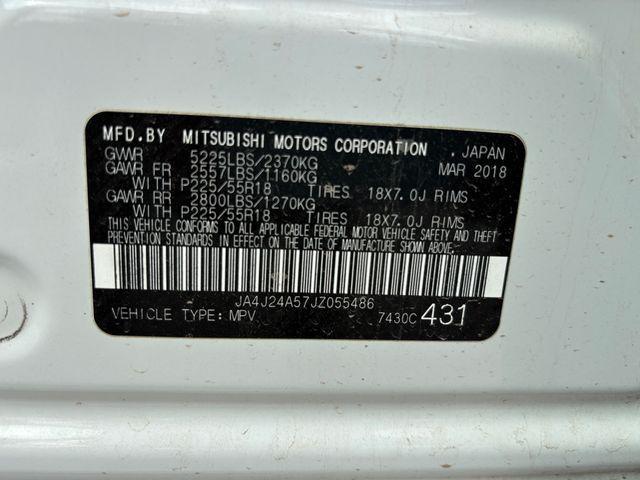 MFD.BY MITSUBISHI MOTORS CORPORATION . JAPAN
GVWR 5225LBS/2370KG MAR 2018
GAWR FR 2557LBS/1160KG
WITH P225/55R18 TIRES 18X7.0J RIMS
GAWR RR 2800LBS/1270KG
WITH P225/55R18 TIRES 18X7.0J RIMS
THIS VEHICLE CONFORMS TO ALL APPLICABLE FEDERAL MOTOR VEHICLE SAFETY AND THEFT
PREVENTION STANDARDS IN EFFECT ON THE DATE OF MANUFACTURE SHOWN ABOVE.
JA4J24A57JZ055486
VEHICLE TYPE: MPV 7430C 431